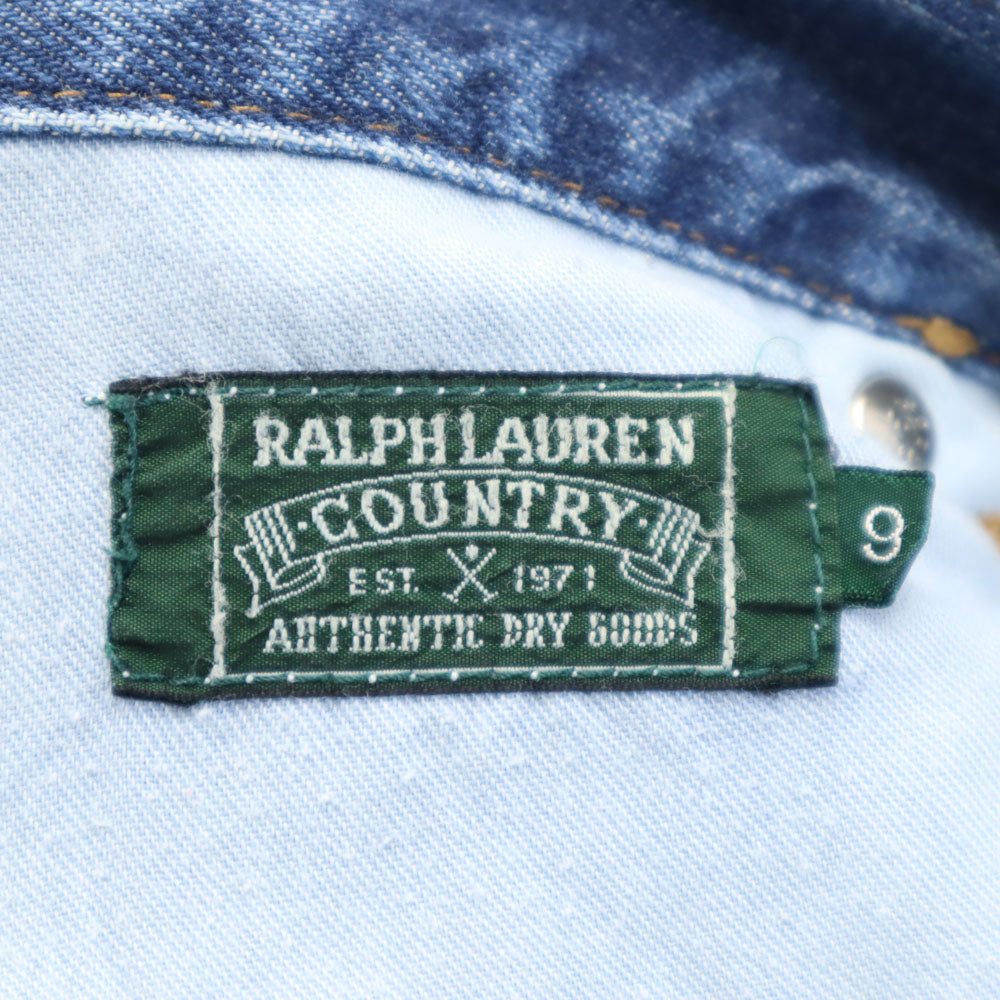 RALPH LAUREN
·COUNTRY·
EST. 1971
AUTHENTIC DRY GOODS
9